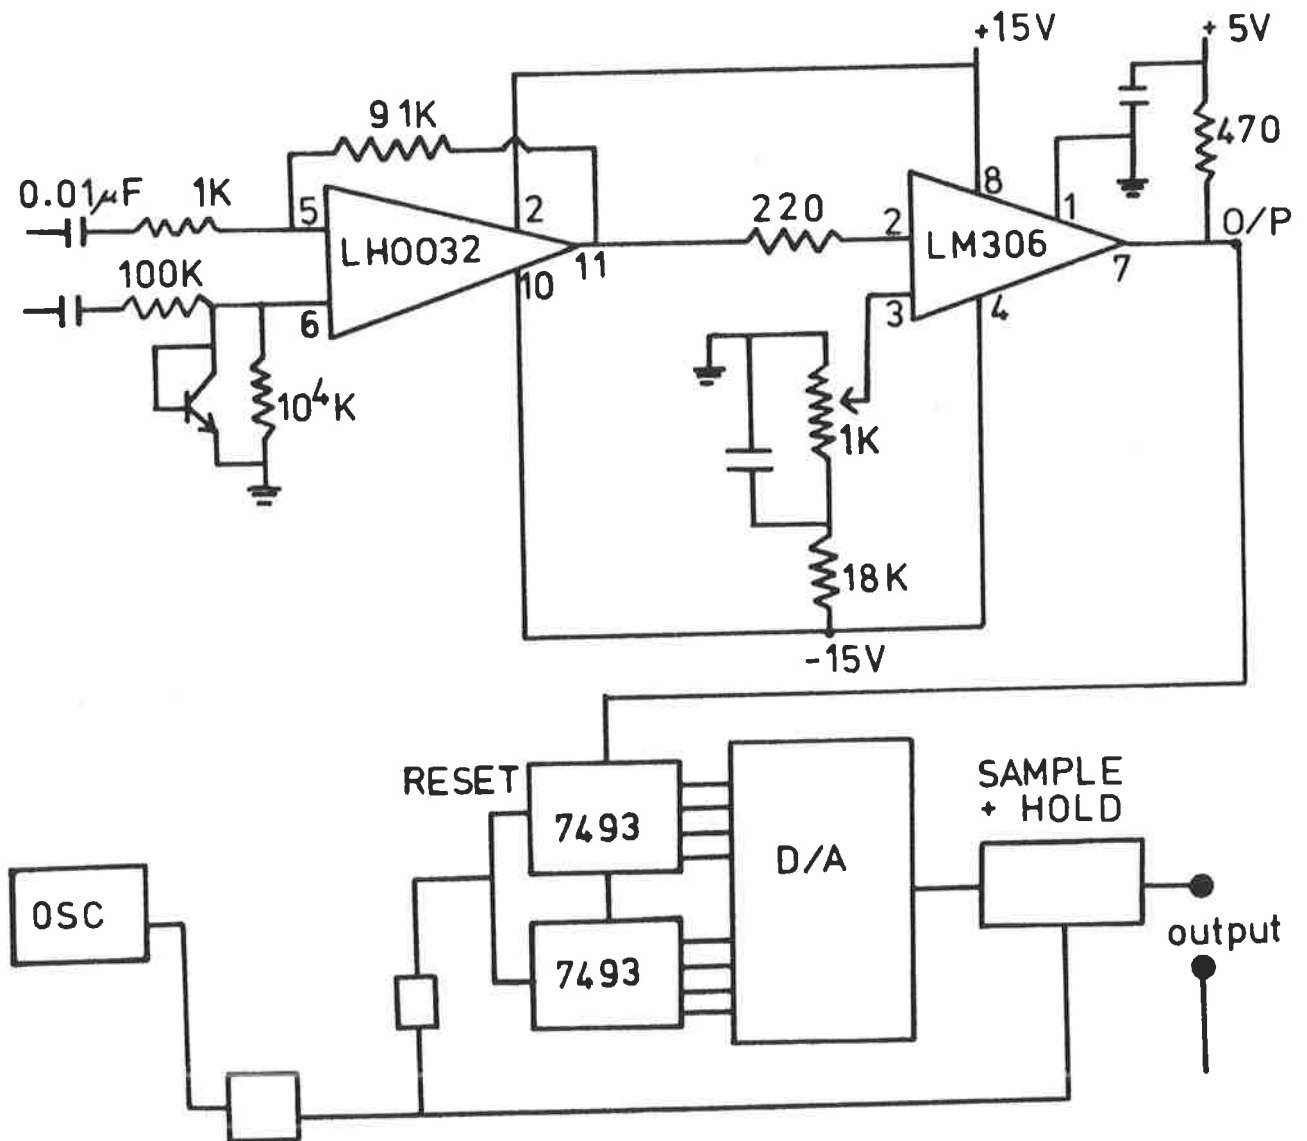 +15V
+ 5V
91K
470
0.01µF
1K
5
2
8
1
220
2
O/P
LH0032
LM306
11
7
100K
10
6
3
4
10⁴K
1K
18K
-15V
RESET
SAMPLE
+ HOLD
7493
D/A
OSC
output
7493